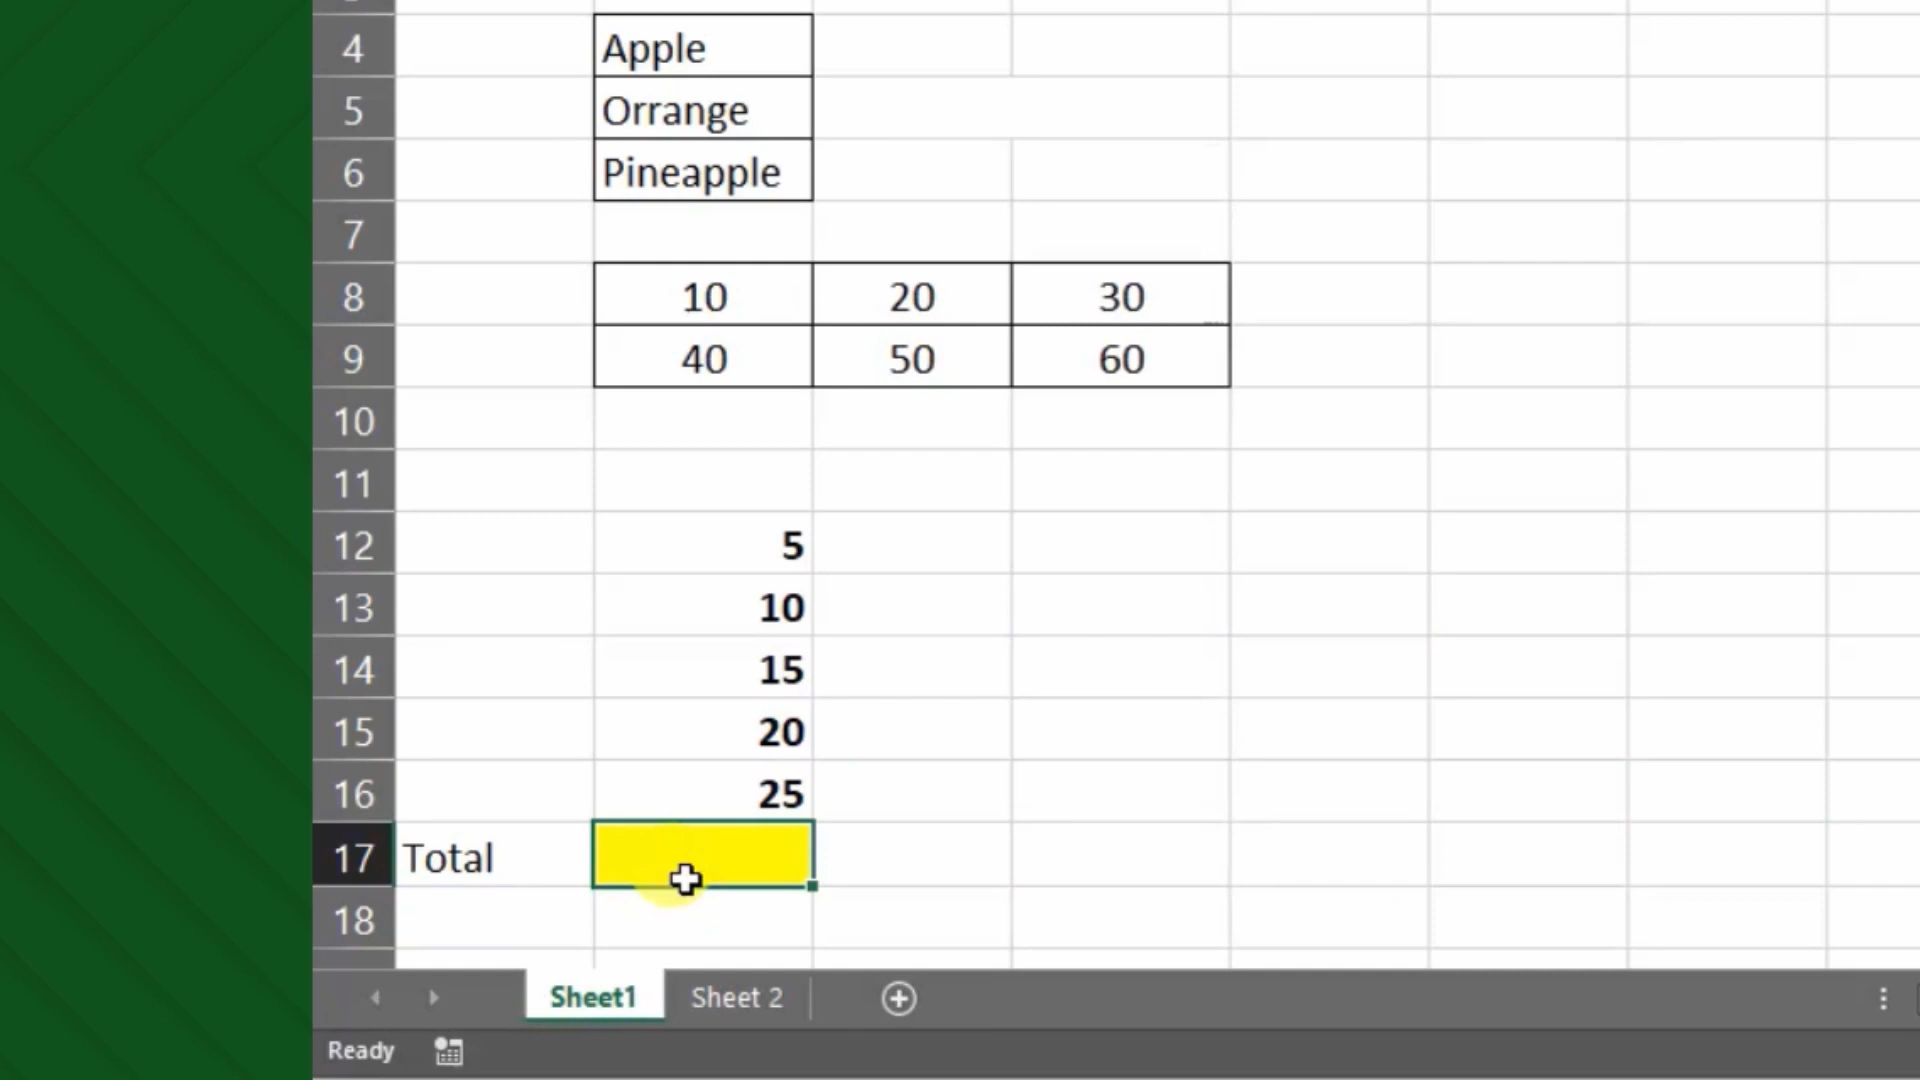 4 Apple
5 Orrange
6 Pineapple
7
8 10 20 30
9 40 50 60
10
11
12 5
13 10
14 15
15 20
16 25
17 Total
18
Sheet1 Sheet 2
Ready